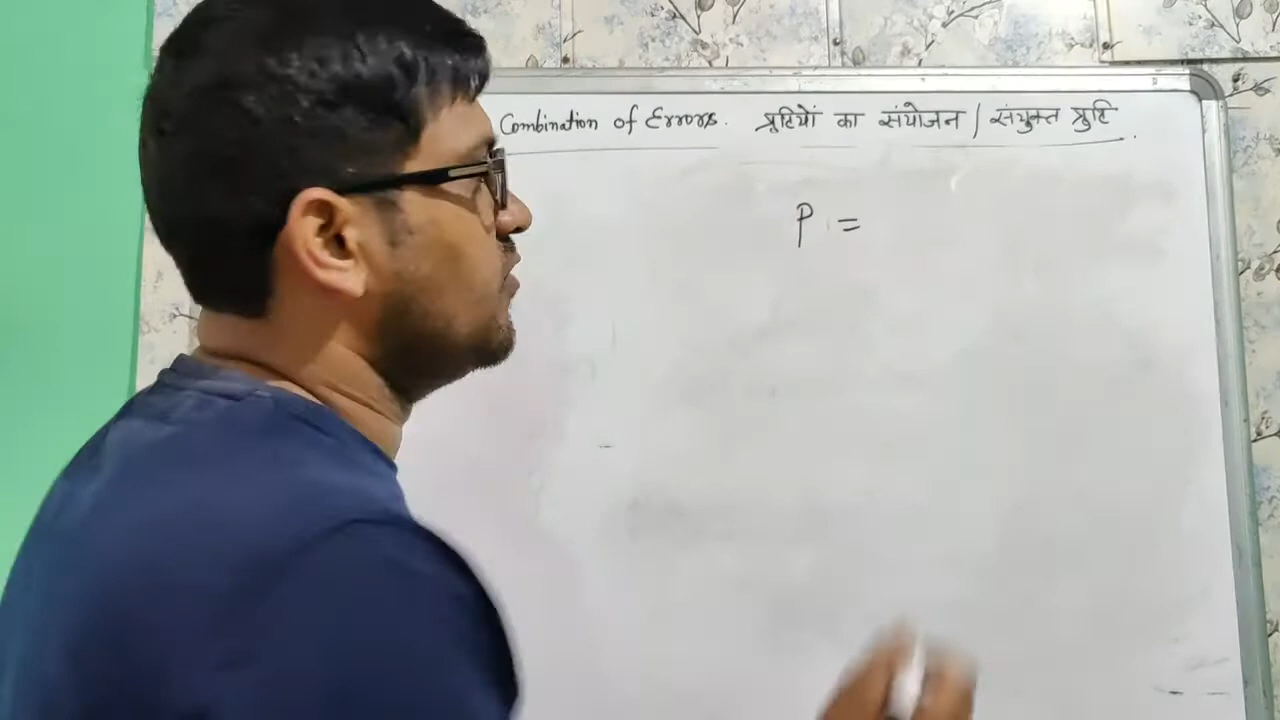 Combination of Errors. त्रुटियों का संयोजन / संयुक्त त्रुटि
P =